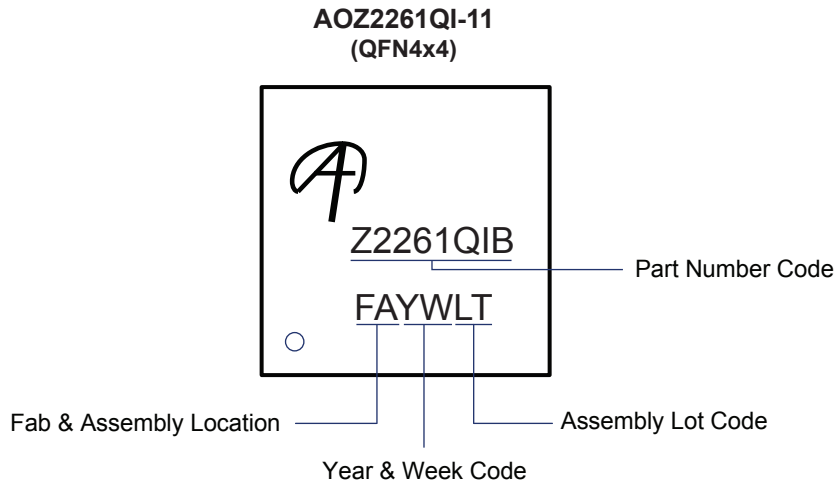 AOZ2261QI-11
(QFN4x4)
Z2261QIB
Part Number Code
FAYWLT
Fab & Assembly Location
Assembly Lot Code
Year & Week Code